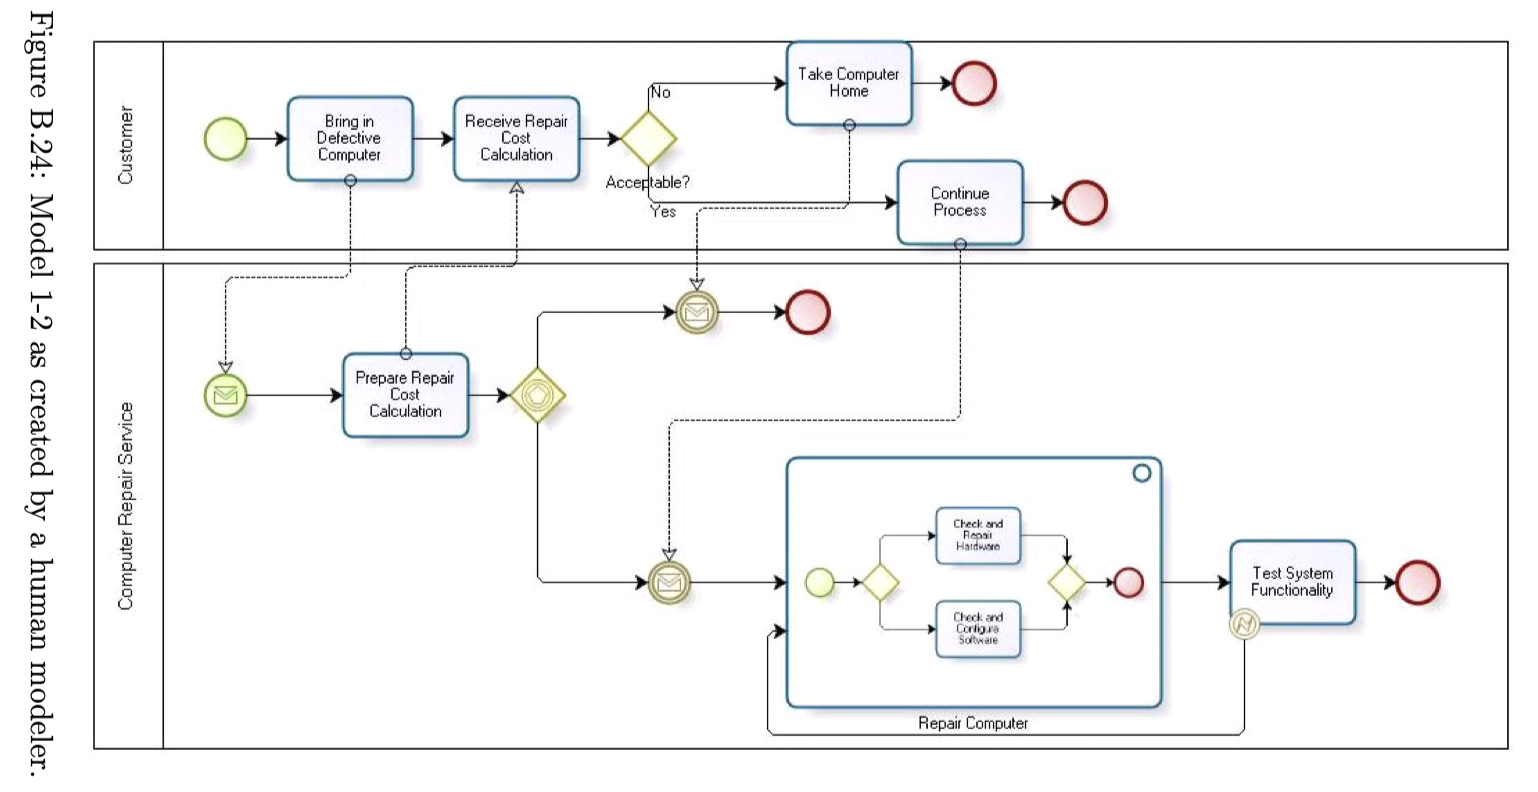 Figure B.24: Model 1-2 as created by a human modeler.
Customer
Bring in
Defective
Computer
Receive Repair
Cost
Calculation
No
Acceptable?
Yes
Take Computer
Home
Continue
Process
Computer Repair Service
Prepare Repair
Cost
Calculation
Check and
Repair
Hardware
Check and
Configure
Software
Repair Computer
Test System
Functionality